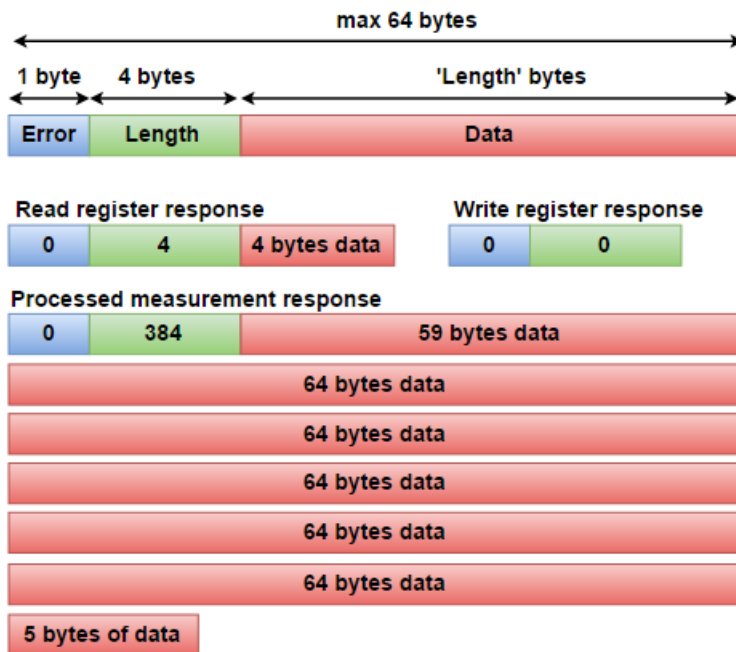 max 64 bytes
1 byte 4 bytes 'Length' bytes
Error Length Data
Read register response Write register response
0 4 4 bytes data 0 0
Processed measurement response
0 384 59 bytes data
64 bytes data
64 bytes data
64 bytes data
64 bytes data
64 bytes data
5 bytes of data